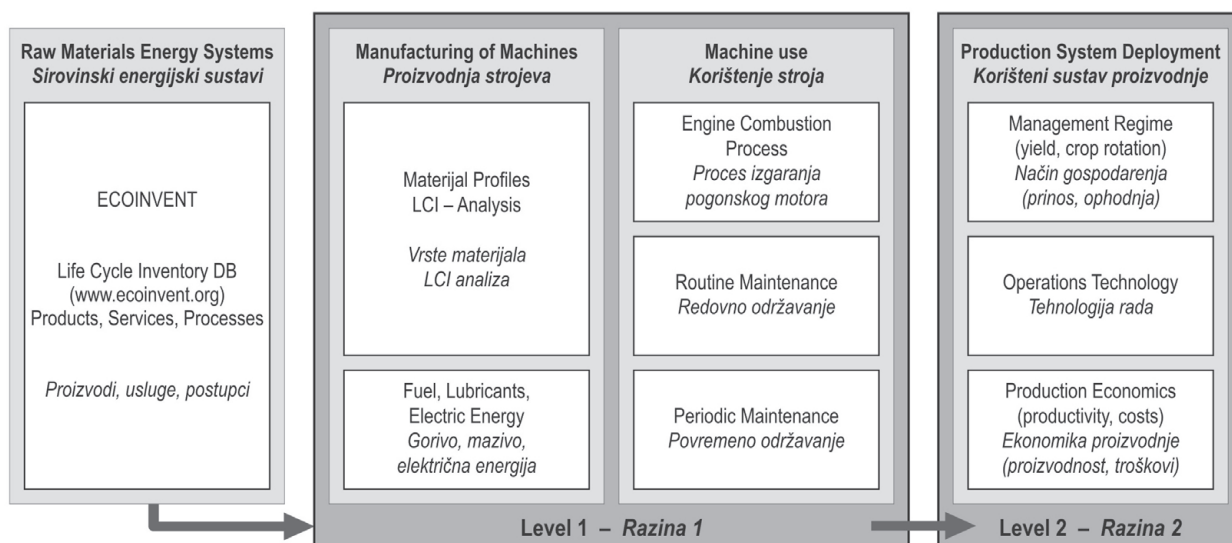 Raw Materials Energy Systems
Sirovinski energijski sustavi
ECOINVENT
Life Cycle Inventory DB
(www.ecoinvent.org)
Products, Services, Processes
Proizvodi, usluge, postupci
Manufacturing of Machines
Proizvodnja strojeva
Materijal Profiles
LCI – Analysis
Vrste materijala
LCI analiza
Fuel, Lubricants,
Electric Energy
Gorivo, mazivo,
električna energija
Machine use
Korištenje stroja
Engine Combustion
Process
Proces izgaranja
pogonskog motora
Routine Maintenance
Redovno održavanje
Periodic Maintenance
Povremeno održavanje
Level 1 – Razina 1
Production System Deployment
Korišteni sustav proizvodnje
Management Regime
(yield, crop rotation)
Način gospodarenja
(prinos, ophodnja)
Operations Technology
Tehnologija rada
Production Economics
(productivity, costs)
Ekonomika proizvodnje
(proizvodnost, troškovi)
Level 2 – Razina 2